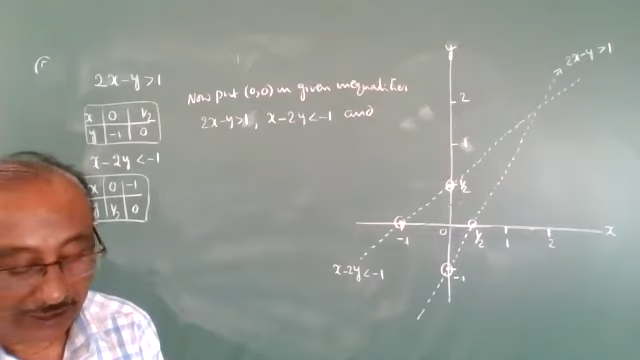 2x-y>1
x 0 1/2
y -1 0
x-2y<-1
x 0 -1
y 1/2 0
Now put (0,0) in given inequalities
2x-y>1, x-2y<-1 and
y
2x-y>1
2
1
1/2
-1 0 1/2 1 2 x
x-2y<-1
-1